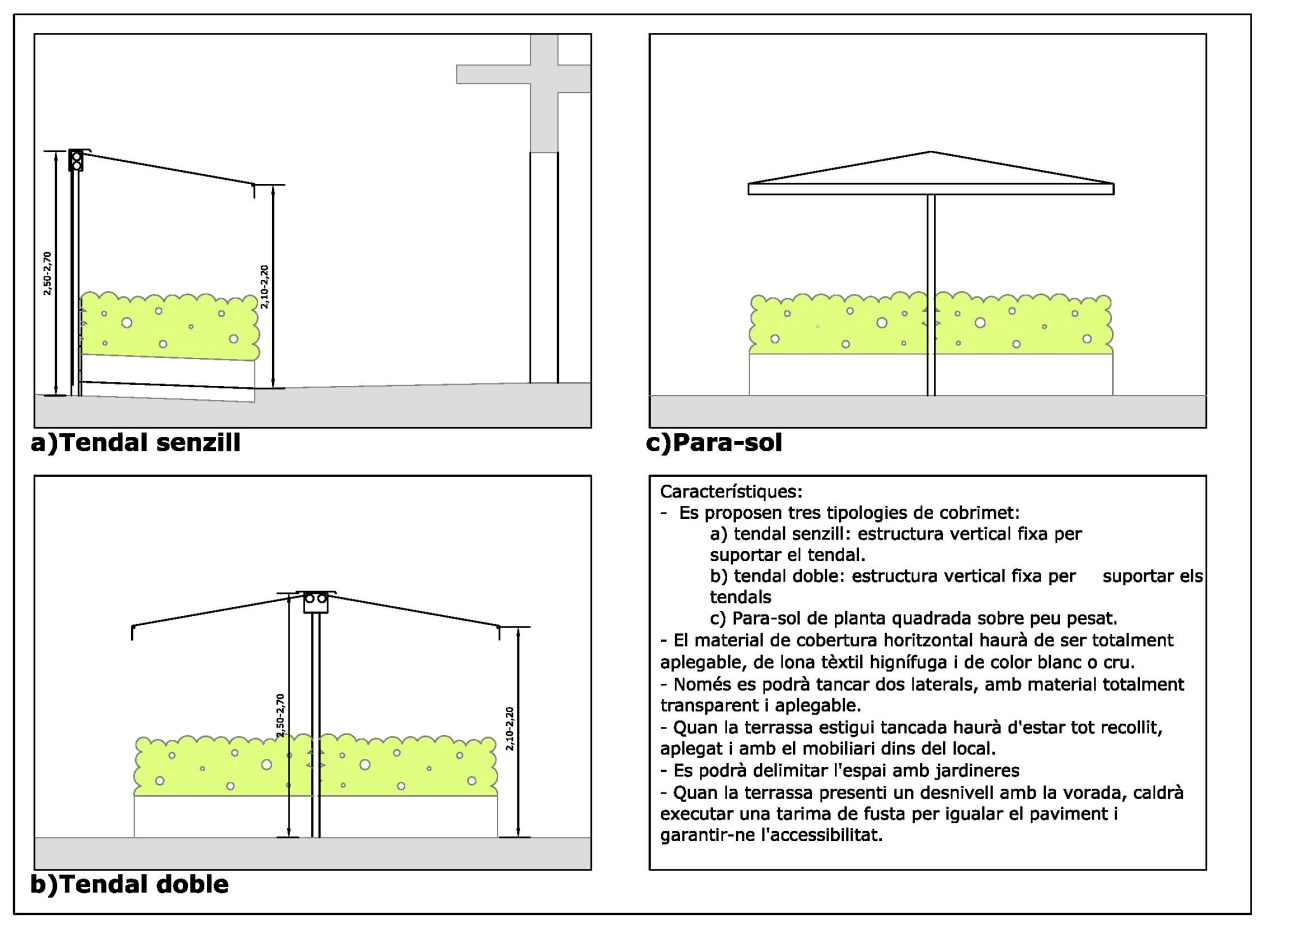 2,50-2,70
2,10-2,20
a)Tendal senzill
c)Para-sol
2,50-2,70
2,10-2,20
b)Tendal doble
Característiques:
- Es proposen tres tipologies de cobrimet:
a) tendal senzill: estructura vertical fixa per
suportar el tendal.
b) tendal doble: estructura vertical fixa per suportar els
tendals
c) Para-sol de planta quadrada sobre peu pesat.
- El material de cobertura horitzontal haurà de ser totalment
aplegable, de lona tèxtil hignífuga i de color blanc o cru.
- Només es podrà tancar dos laterals, amb material totalment
transparent i aplegable.
- Quan la terrassa estigui tancada haurà d'estar tot recollit,
aplegat i amb el mobiliari dins del local.
- Es podrà delimitar l'espai amb jardineres
- Quan la terrassa presenti un desnivell amb la vorada, caldrà
executar una tarima de fusta per igualar el paviment i
garantir-ne l'accessibilitat.